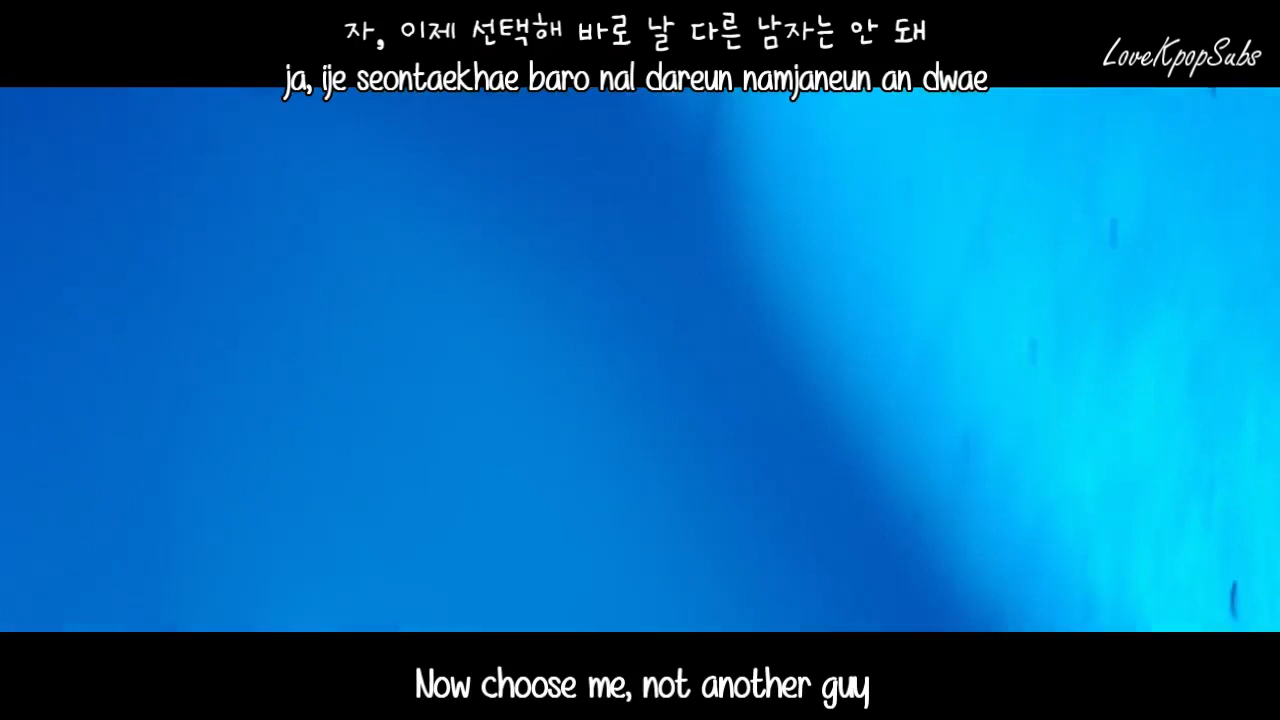 자, 이제 선택해 바로 날 다른 남자는 안 돼
LoveKpopSubs
ja, ije seontaekhae baro nal dareun namjaneun an dwae
Now choose me, not another guy